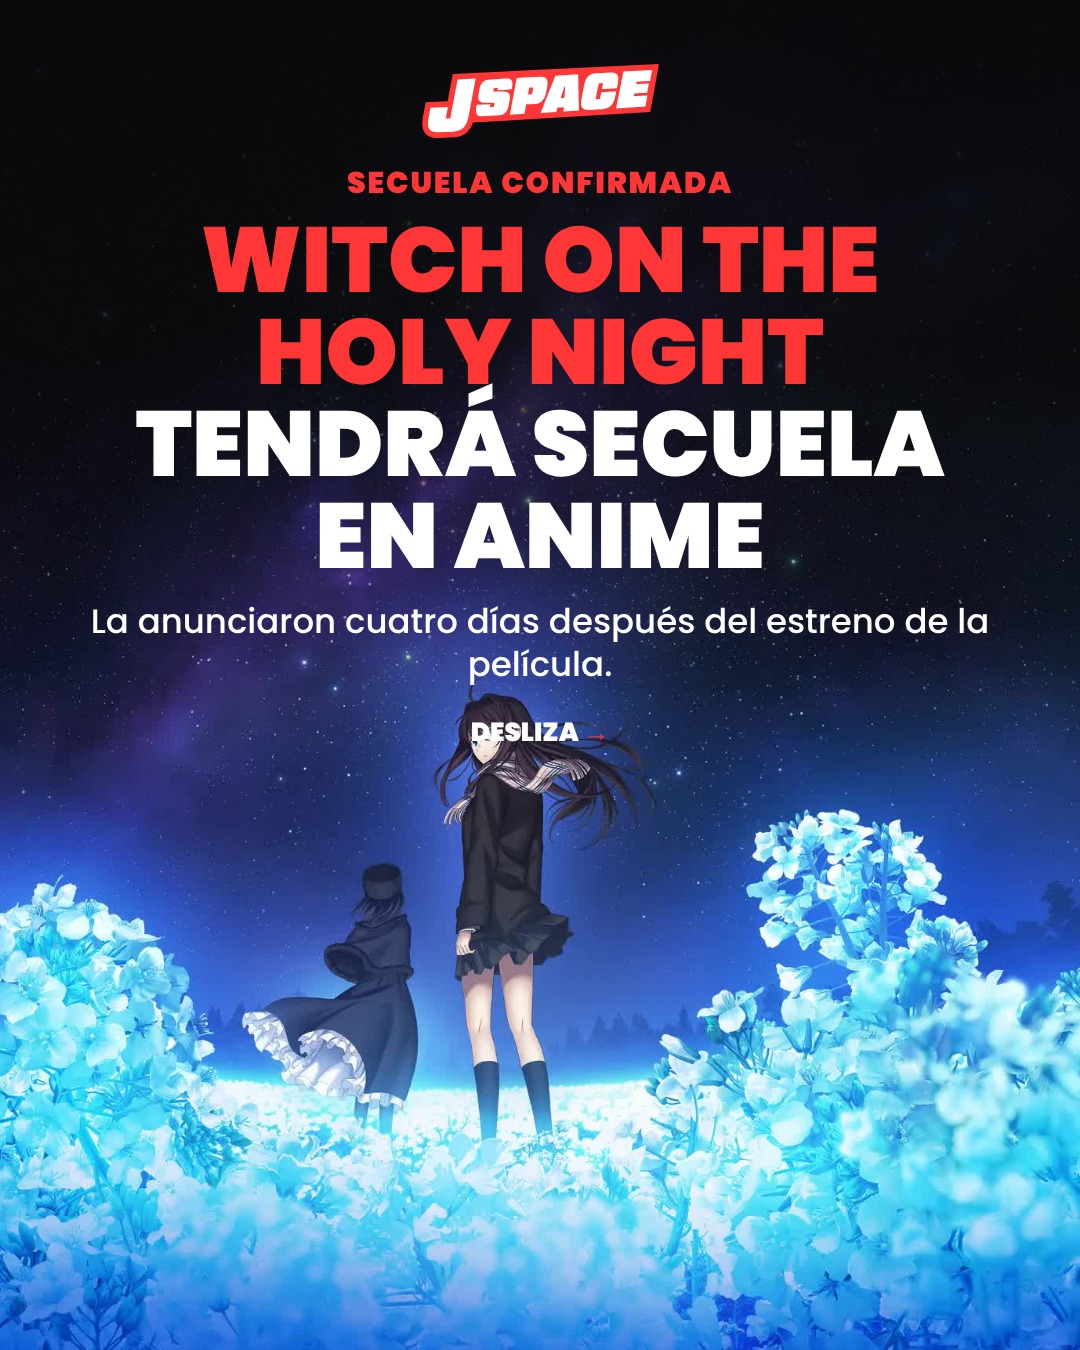 JSPACE
SECUELA CONFIRMADA
WITCH ON THE
HOLY NIGHT
TENDRÁ SECUELA
EN ANIME
La anunciaron cuatro días después del estreno de la
película.
DESLIZA →